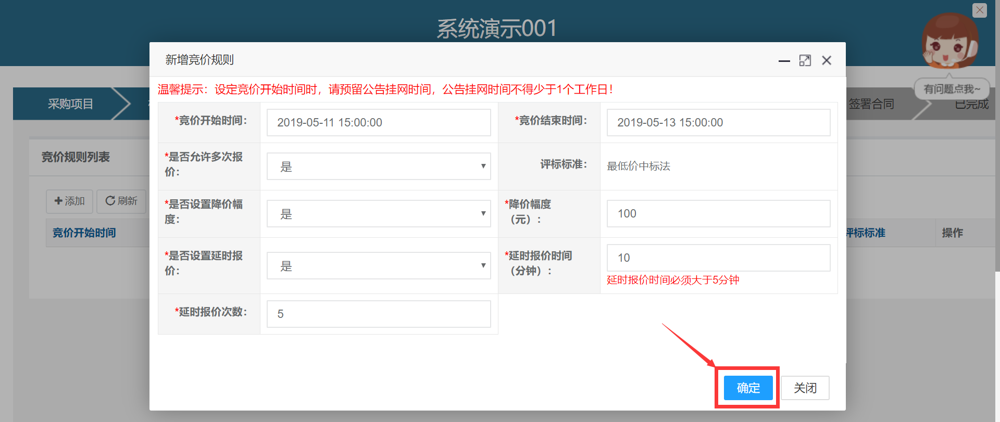 系统演示001
新增竞价规则
有问题点我~
温馨提示：设定竞价开始时间时，请预留公告挂网时间，公告挂网时间不得少于1个工作日！
采购项目
签署合同
已完成
*竞价开始时间：
2019-05-11 15:00:00
*竞价结束时间：
2019-05-13 15:00:00
竞价规则列表
*是否允许多次报
价：
是
评标标准：
最低价中标法
添加
刷新
*是否设置降价幅
度：
是
*降价幅度
（元）：
100
竞价开始时间
评标标准
操作
*是否设置延时报
价：
是
*延时报价时间
（分钟）：
10
延时报价时间必须大于5分钟
*延时报价次数：
5
确定
关闭